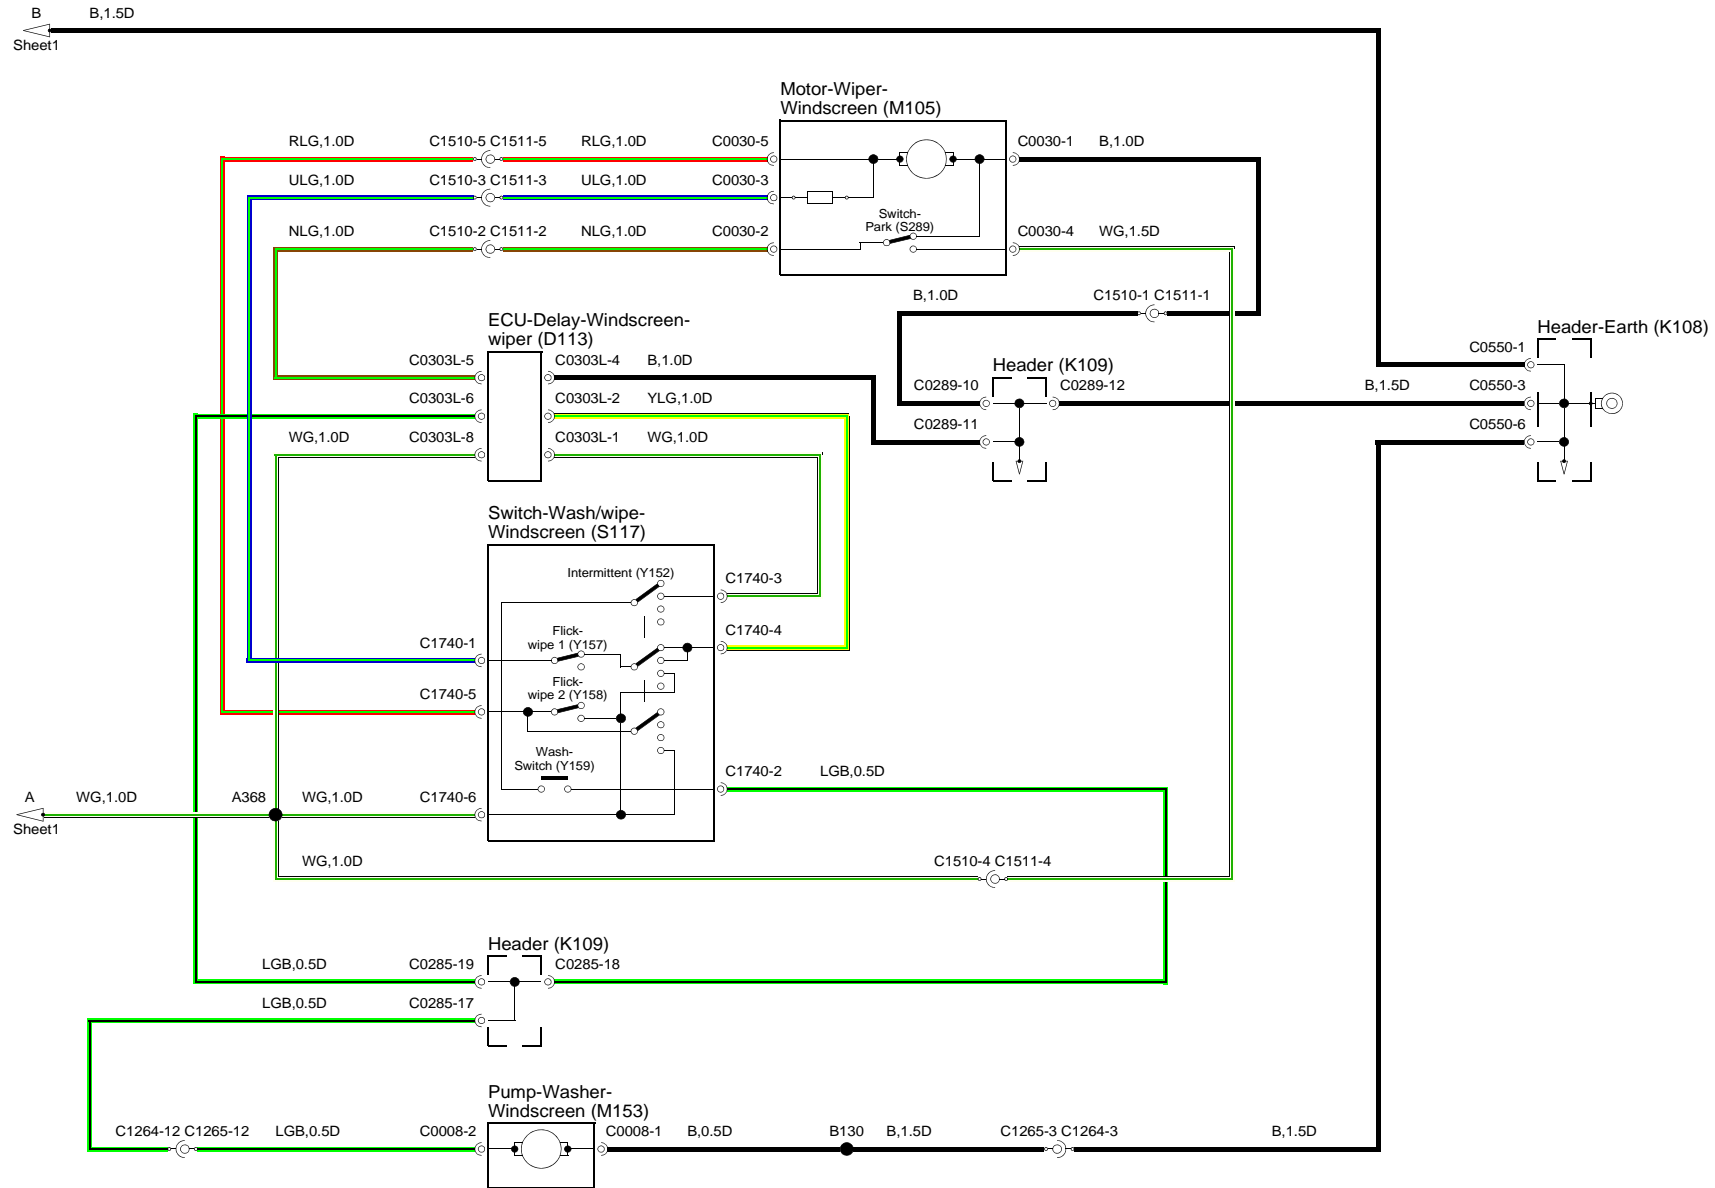 B B,1.5D
Sheet1
Motor-Wiper-
Windscreen (M105)
RLG,1.0D C1510-5 C1511-5 RLG,1.0D C0030-5 C0030-1 B,1.0D
ULG,1.0D C1510-3 C1511-3 ULG,1.0D C0030-3
Switch-
Park (S289)
NLG,1.0D C1510-2 C1511-2 NLG,1.0D C0030-2 C0030-4 WG,1.5D
B,1.0D C1510-1 C1511-1
ECU-Delay-Windscreen-
wiper (D113)
Header-Earth (K108)
C0303L-5 C0303L-4 B,1.0D
Header (K109)
C0550-1
C0289-10 C0289-12 B,1.5D C0550-3
C0303L-6 C0303L-2 YLG,1.0D
C0289-11 C0550-6
WG,1.0D C0303L-8 C0303L-1 WG,1.0D
Switch-Wash/wipe-
Windscreen (S117)
Intermittent (Y152)
C1740-3
Flick-
wipe 1 (Y157)
C1740-1 C1740-4
Flick-
wipe 2 (Y158)
C1740-5
Wash-
Switch (Y159)
C1740-2 LGB,0.5D
A WG,1.0D A368 WG,1.0D C1740-6
Sheet1
WG,1.0D C1510-4 C1511-4
Header (K109)
LGB,0.5D C0285-19 C0285-18
LGB,0.5D C0285-17
Pump-Washer-
Windscreen (M153)
C1264-12 C1265-12 LGB,0.5D C0008-2 C0008-1 B,0.5D B130 B,1.5D C1265-3 C1264-3 B,1.5D